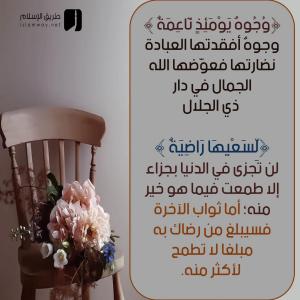 طريق الإسلام
islamway.net
﴿وُجُوهٌ يَوْمَئِذٍ نَّاعِمَةٌ﴾
وجوهٌ أفقدتها العبادة
نضارتها فعوّضها الله
الجمال في دار
ذي الجلال
﴿لِّسَعْيِهَا رَاضِيَةٌ﴾
لن تَجزى في الدنيا بجزاء
إلا طمعت فيما هو خير
منه؛ أما ثواب الآخرة
فسيبلغ من رضاك به
مبلغا لا تطمح
لأكثر منه.